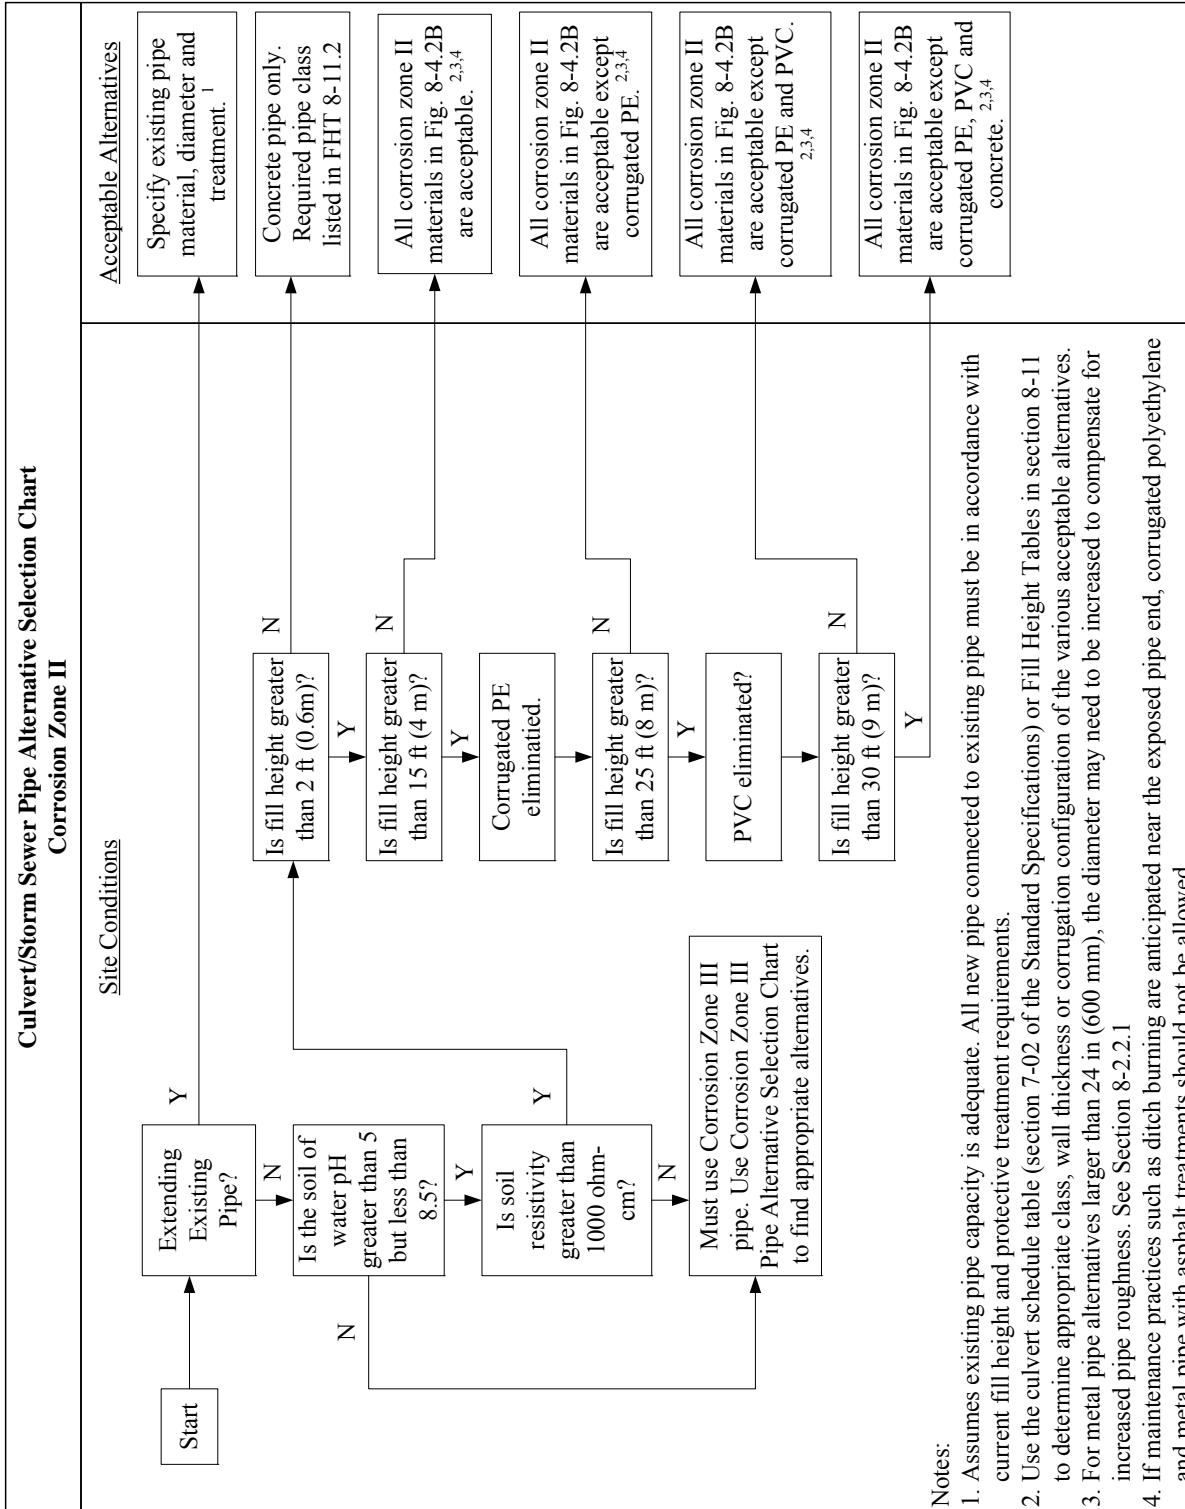 Culvert/Storm Sewer Pipe Alternative Selection Chart
Corrosion Zone II
Site Conditions
Acceptable Alternatives
Start
Extending
Existing
Pipe?
Y
N
Is the soil of
water pH
greater than 5
but less than
8.5?
N
Y
Is soil
resistivity
greater than
1000 ohm-
cm?
Y
N
Must use Corrosion Zone III
pipe. Use Corrosion Zone III
Pipe Alternative Selection Chart
to find appropriate alternatives.
Is fill height greater
than 2 ft (0.6m)?
N
Y
Is fill height greater
than 15 ft (4 m)?
N
Y
Corrugated PE
eliminatied.
Is fill height greater
than 25 ft (8 m)?
N
Y
PVC eliminated?
Is fill height greater
than 30 ft (9 m)?
N
Y
Specify existing pipe
material, diameter and
treatment. 1
Concrete pipe only.
Required pipe class
listed in FHT 8-11.2
All corrosion zone II
materials in Fig. 8-4.2B
are acceptable. 2,3,4
All corrosion zone II
materials in Fig. 8-4.2B
are acceptable except
corrugated PE. 2,3,4
All corrosion zone II
materials in Fig. 8-4.2B
are acceptable except
corrugated PE and PVC.
2,3,4
All corrosion zone II
materials in Fig. 8-4.2B
are acceptable except
corrugated PE, PVC and
concrete. 2,3,4
Notes:
1. Assumes existing pipe capacity is adequate. All new pipe connected to existing pipe must be in accordance with
current fill height and protective treatment requirements.
2. Use the culvert schedule table (section 7-02 of the Standard Specifications) or Fill Height Tables in section 8-11
to determine appropriate class, wall thickness or corrugation configuration of the various acceptable alternatives.
3. For metal pipe alternatives larger than 24 in (600 mm), the diameter may need to be increased to compensate for
increased pipe roughness. See Section 8-2.2.1
4. If maintenance practices such as ditch burning are anticipated near the exposed pipe end, corrugated polyethylene
and metal pipe with asphalt treatments should not be allowed